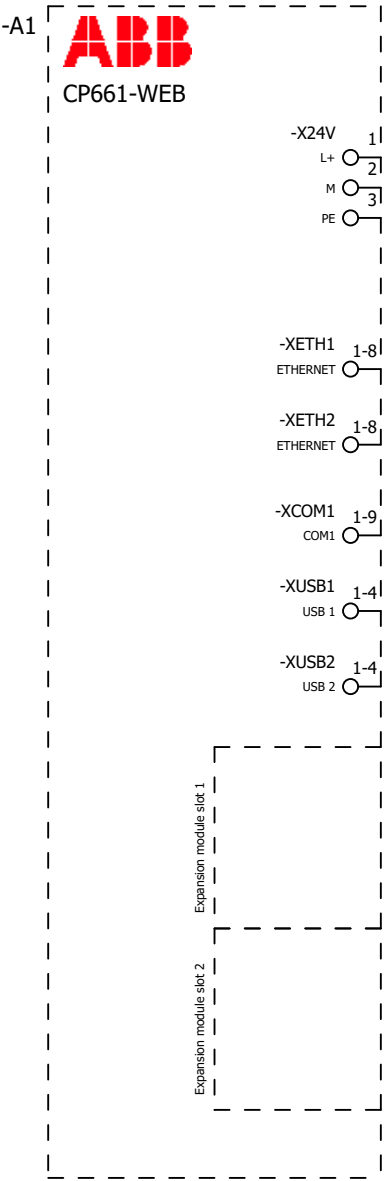 -A1
ABB
CP661-WEB
-X24V 1
L+
2
M
3
PE
-XETH1 1-8
ETHERNET
-XETH2 1-8
ETHERNET
-XCOM1 1-9
COM1
-XUSB1 1-4
USB 1
-XUSB2 1-4
USB 2
Expansion module slot 1
Expansion module slot 2